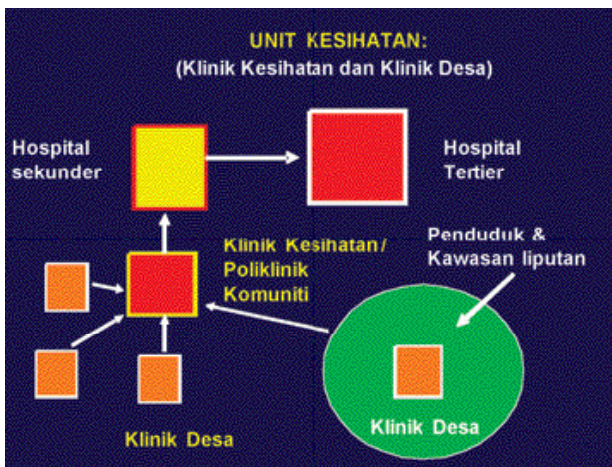 UNIT KESIHATAN:
(Klinik Kesihatan dan Klinik Desa)
Hospital
sekunder
Hospital
Tertier
Klinik Kesihatan/
Poliklinik
Komuniti
Penduduk &
Kawasan liputan
Klinik Desa
Klinik Desa